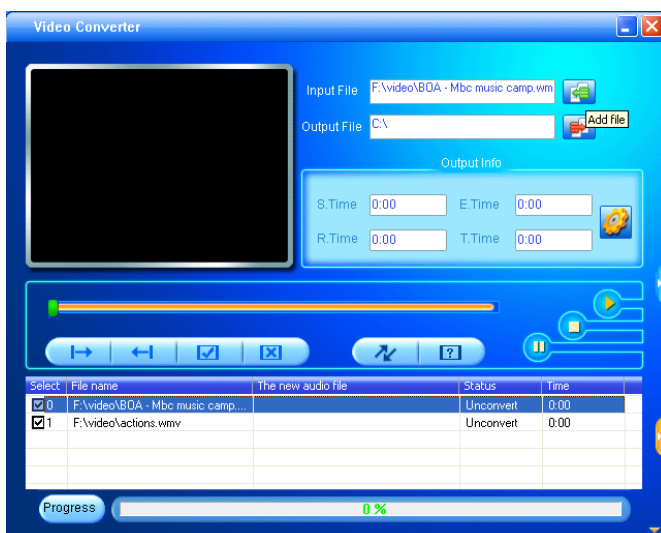 Video Converter
Input File F:\video\BOA - Mbc music camp.wm
Add file
Output File C:\
Output Info
S.Time 0:00 E.Time 0:00
R.Time 0:00 T.Time 0:00
Select File name The new audio file Status Time
0 F:\video\BOA - Mbc music camp.... Unconvert 0:00
1 F:\video\actions.wmv Unconvert 0:00
Progress 0 %